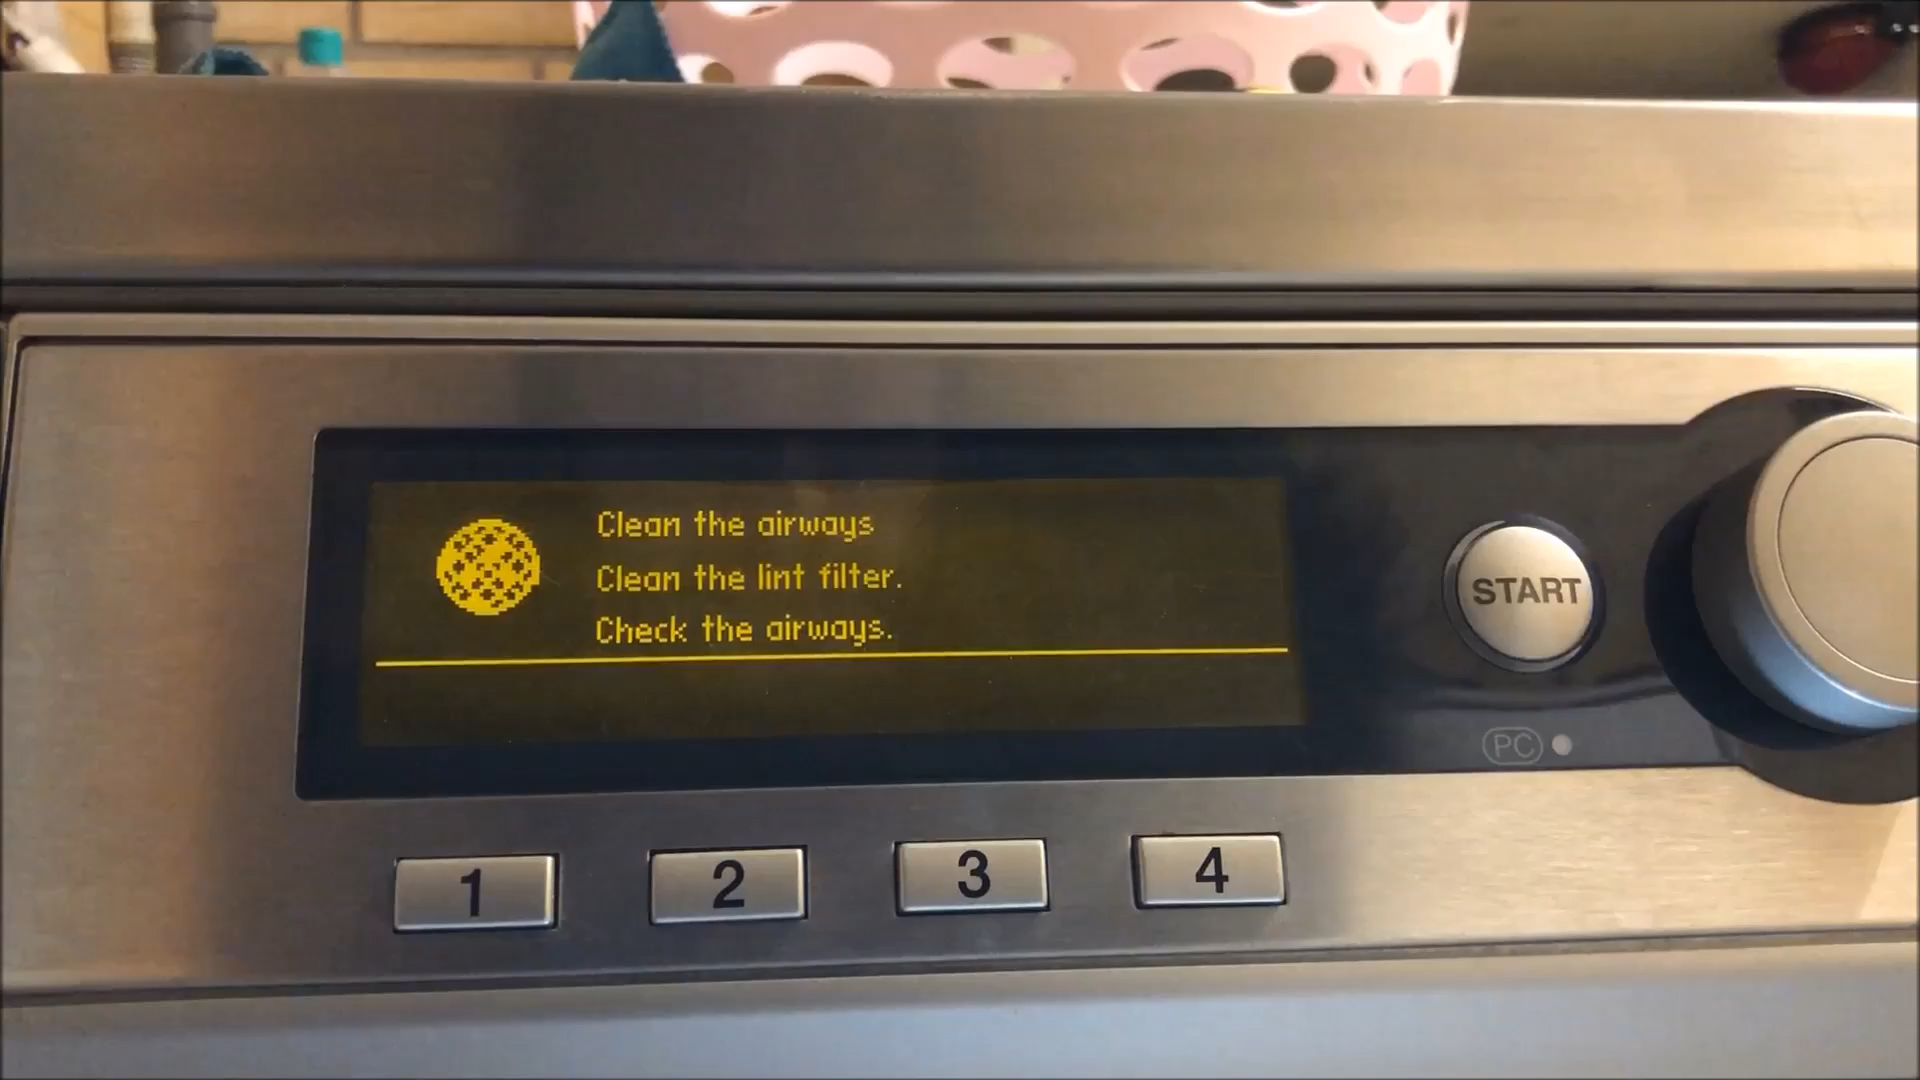 Clean the airways
Clean the lint filter.
Check the airways.
START
PC
1 2 3 4